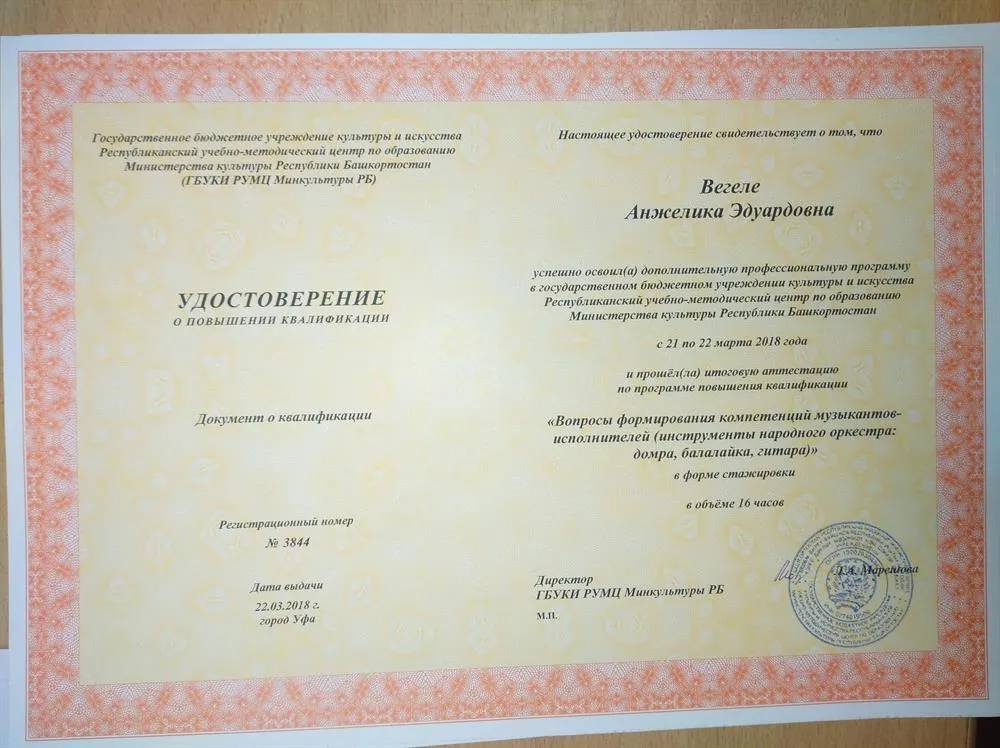 Государственное бюджетное учреждение культуры и искусства
Республиканский учебно-методический центр по образованию
Министерства культуры Республики Башкортостан
(ГБУКИ РУМЦ Минкультуры РБ)
УДОСТОВЕРЕНИЕ
О ПОВЫШЕНИИ КВАЛИФИКАЦИИ
Документ о квалификации
Регистрационный номер
№ 3844
Дата выдачи
22.03.2018 г.
город Уфа
Настоящее удостоверение свидетельствует о том, что
Вегеле
Анжелика Эдуардовна
успешно освоил(а) дополнительную профессиональную программу
в государственном бюджетном учреждении культуры и искусства
Республиканский учебно-методический центр по образованию
Министерства культуры Республики Башкортостан
с 21 по 22 марта 2018 года
и прошёл(ла) итоговую аттестацию
по программе повышения квалификации
«Вопросы формирования компетенций музыкантов-
исполнителей (инструменты народного оркестра:
домра, балалайка, гитара)»
в форме стажировки
в объёме 16 часов
Директор
ГБУКИ РУМЦ Минкультуры РБ
М.П.